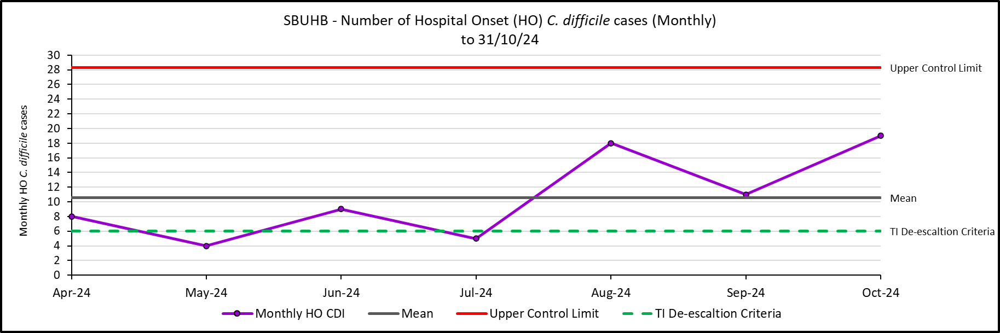 SBUHB - Number of Hospital Onset (HO) C. difficile cases (Monthly)
to 31/10/24
Monthly HO C. difficile cases
30
28
26
24
22
20
18
16
14
12
10
8
6
4
2
0
Upper Control Limit
Mean
TI De-escaltion Criteria
Apr-24 May-24 Jun-24 Jul-24 Aug-24 Sep-24 Oct-24
Monthly HO CDI Mean Upper Control Limit TI De-escaltion Criteria